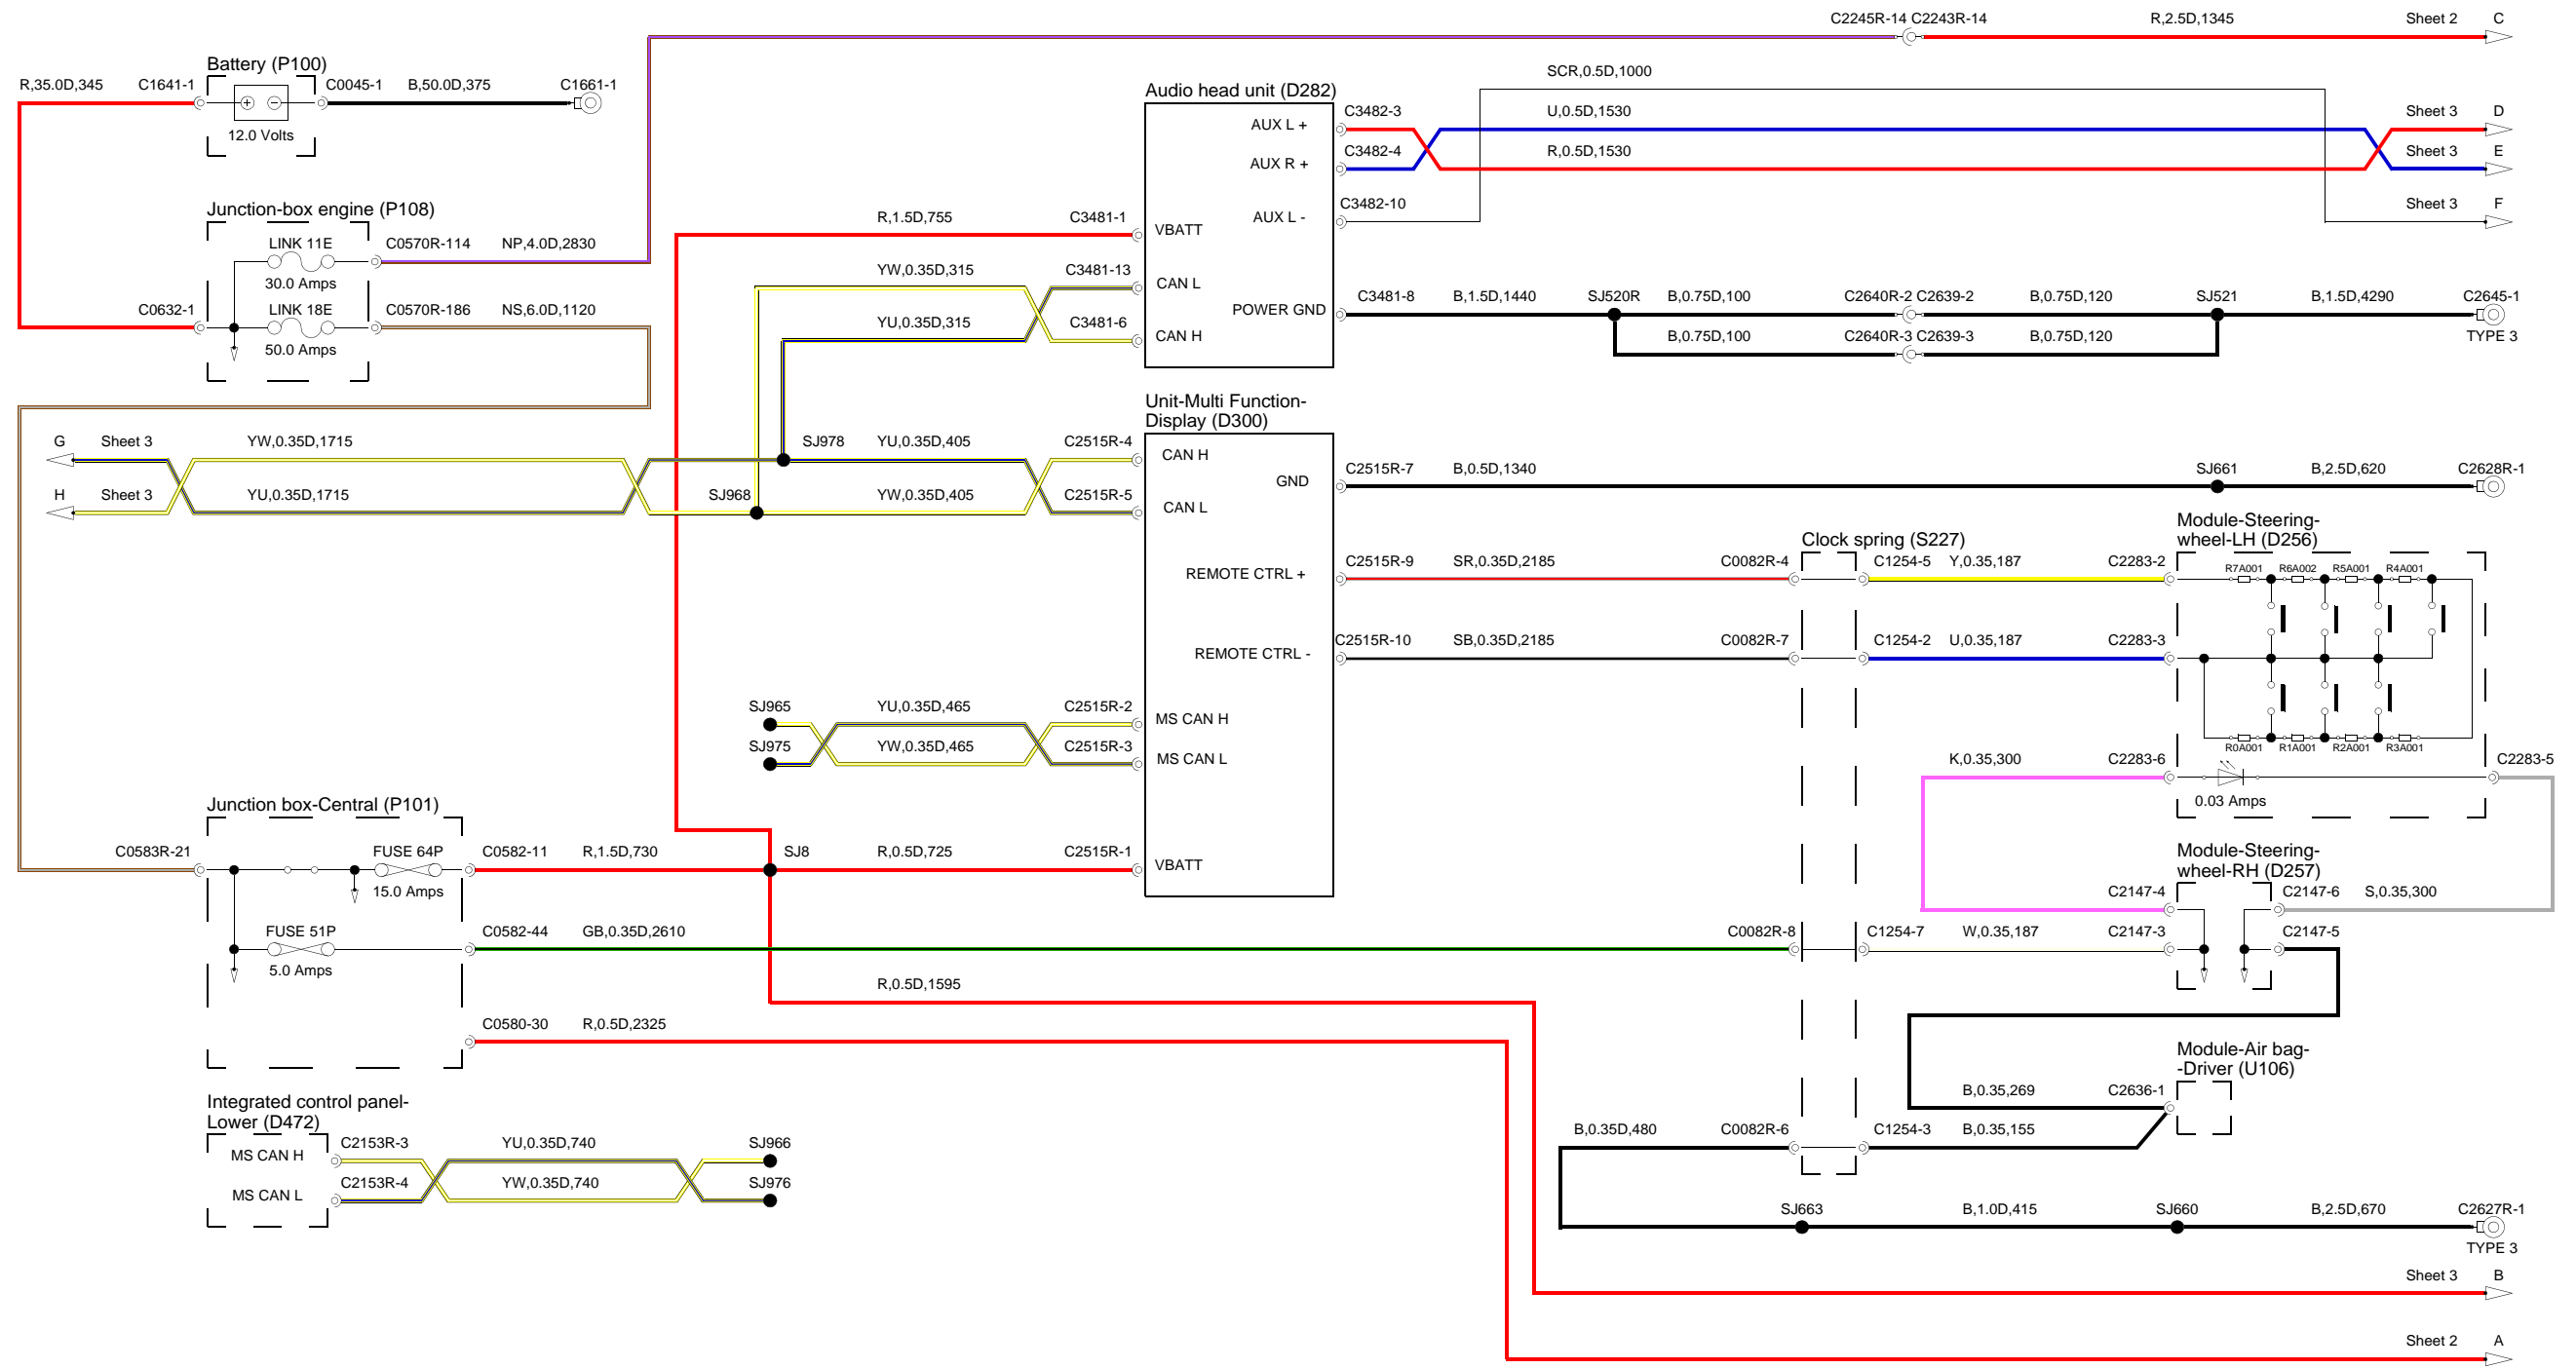 C2245R-14 C2243R-14 R,2.5D,1345 Sheet 2 C
Battery (P100)
R,35.0D,345 C1641-1 C0045-1 B,50.0D,375 C1661-1
12.0 Volts
SCR,0.5D,1000
Audio head unit (D282)
C3482-3 U,0.5D,1530 Sheet 3 D
AUX L +
C3482-4 R,0.5D,1530 Sheet 3 E
AUX R +
C3482-10 Sheet 3 F
AUX L -
Junction-box engine (P108)
R,1.5D,755 C3481-1
VBATT
LINK 11E C0570R-114 NP,4.0D,2830
30.0 Amps
YW,0.35D,315 C3481-13
CAN L
C0632-1 LINK 18E C0570R-186 NS,6.0D,1120
50.0 Amps
YU,0.35D,315 C3481-6
CAN H
POWER GND
C3481-8 B,1.5D,1440 SJ520R B,0.75D,100 C2640R-2 C2639-2 B,0.75D,120 SJ521 B,1.5D,4290 C2645-1
B,0.75D,100 C2640R-3 C2639-3 B,0.75D,120 TYPE 3
Unit-Multi Function-
Display (D300)
G Sheet 3 YW,0.35D,1715 SJ978 YU,0.35D,405 C2515R-4
CAN H
H Sheet 3 YU,0.35D,1715 SJ968 YW,0.35D,405 C2515R-5
CAN L
GND
C2515R-7 B,0.5D,1340 SJ661 B,2.5D,620 C2628R-1
Clock spring (S227)
Module-Steering-
wheel-LH (D256)
REMOTE CTRL +
C2515R-9 SR,0.35D,2185 C0082R-4 C1254-5 Y,0.35,187 C2283-2
R7A001 R6A002 R5A001 R4A001
REMOTE CTRL -
C2515R-10 SB,0.35D,2185 C0082R-7 C1254-2 U,0.35,187 C2283-3
R0A001 R1A001 R2A001 R3A001
SJ965 YU,0.35D,465 C2515R-2
MS CAN H
SJ975 YW,0.35D,465 C2515R-3
MS CAN L
K,0.35,300 C2283-6 C2283-5
0.03 Amps
Junction box-Central (P101)
C0583R-21 FUSE 64P C0582-11 R,1.5D,730 SJ8 R,0.5D,725 C2515R-1
15.0 Amps
VBATT
Module-Steering-
wheel-RH (D257)
C2147-4 C2147-6 S,0.35,300
FUSE 51P C0582-44 GB,0.35D,2610 C0082R-8 C1254-7 W,0.35,187 C2147-3 C2147-5
5.0 Amps
R,0.5D,1595
C0580-30 R,0.5D,2325
Module-Air bag-
-Driver (U106)
B,0.35,269 C2636-1
Integrated control panel-
Lower (D472)
MS CAN H
C2153R-3 YU,0.35D,740 SJ966
MS CAN L
C2153R-4 YW,0.35D,740 SJ976
B,0.35D,480 C0082R-6 C1254-3 B,0.35,155
SJ663 B,1.0D,415 SJ660 B,2.5D,670 C2627R-1
TYPE 3
Sheet 3 B
Sheet 2 A